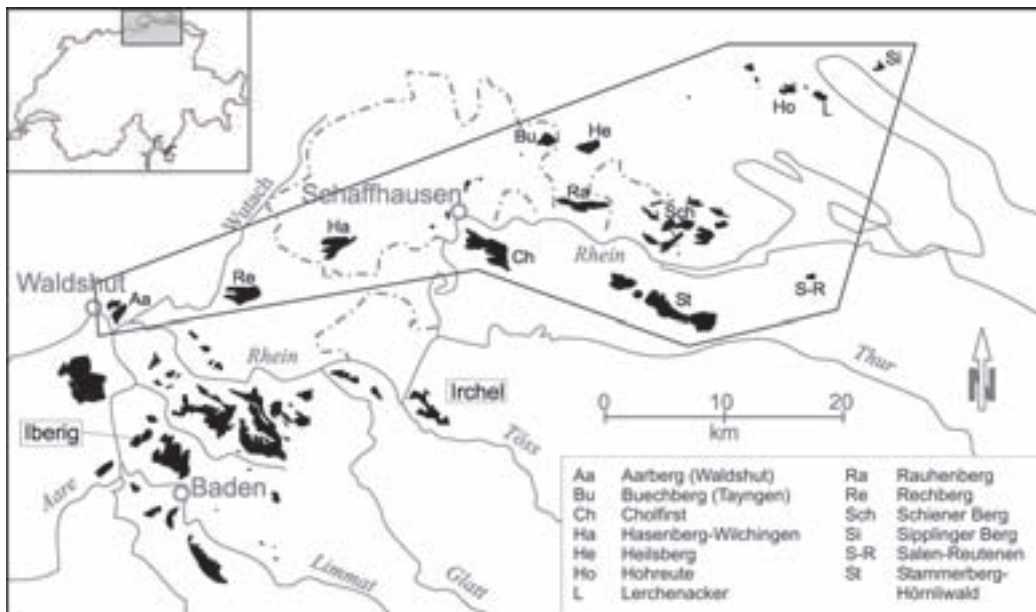 Si
Ho
L
Bu
He
Wutach
Schaffhausen
Ra
Sch
Ha
Rhein
Ch
Waldshut
Re
Aa
S-R
St
Rhein
Thur
N
Irchel
0 10 20
km
Iberig
Töss
Aare
Baden
Limmat
Glatt
Aa Aarberg (Waldshut)
Bu Buechberg (Tayngen)
Ch Cholfirst
Ha Hasenberg-Wilchingen
He Heilsberg
Ho Hohreute
L Lerchenacker
Ra Rauhenberg
Re Rechberg
Sch Schiener Berg
Si Sipplinger Berg
S-R Salen-Reutenen
St Stammerberg-
Hörnliwald